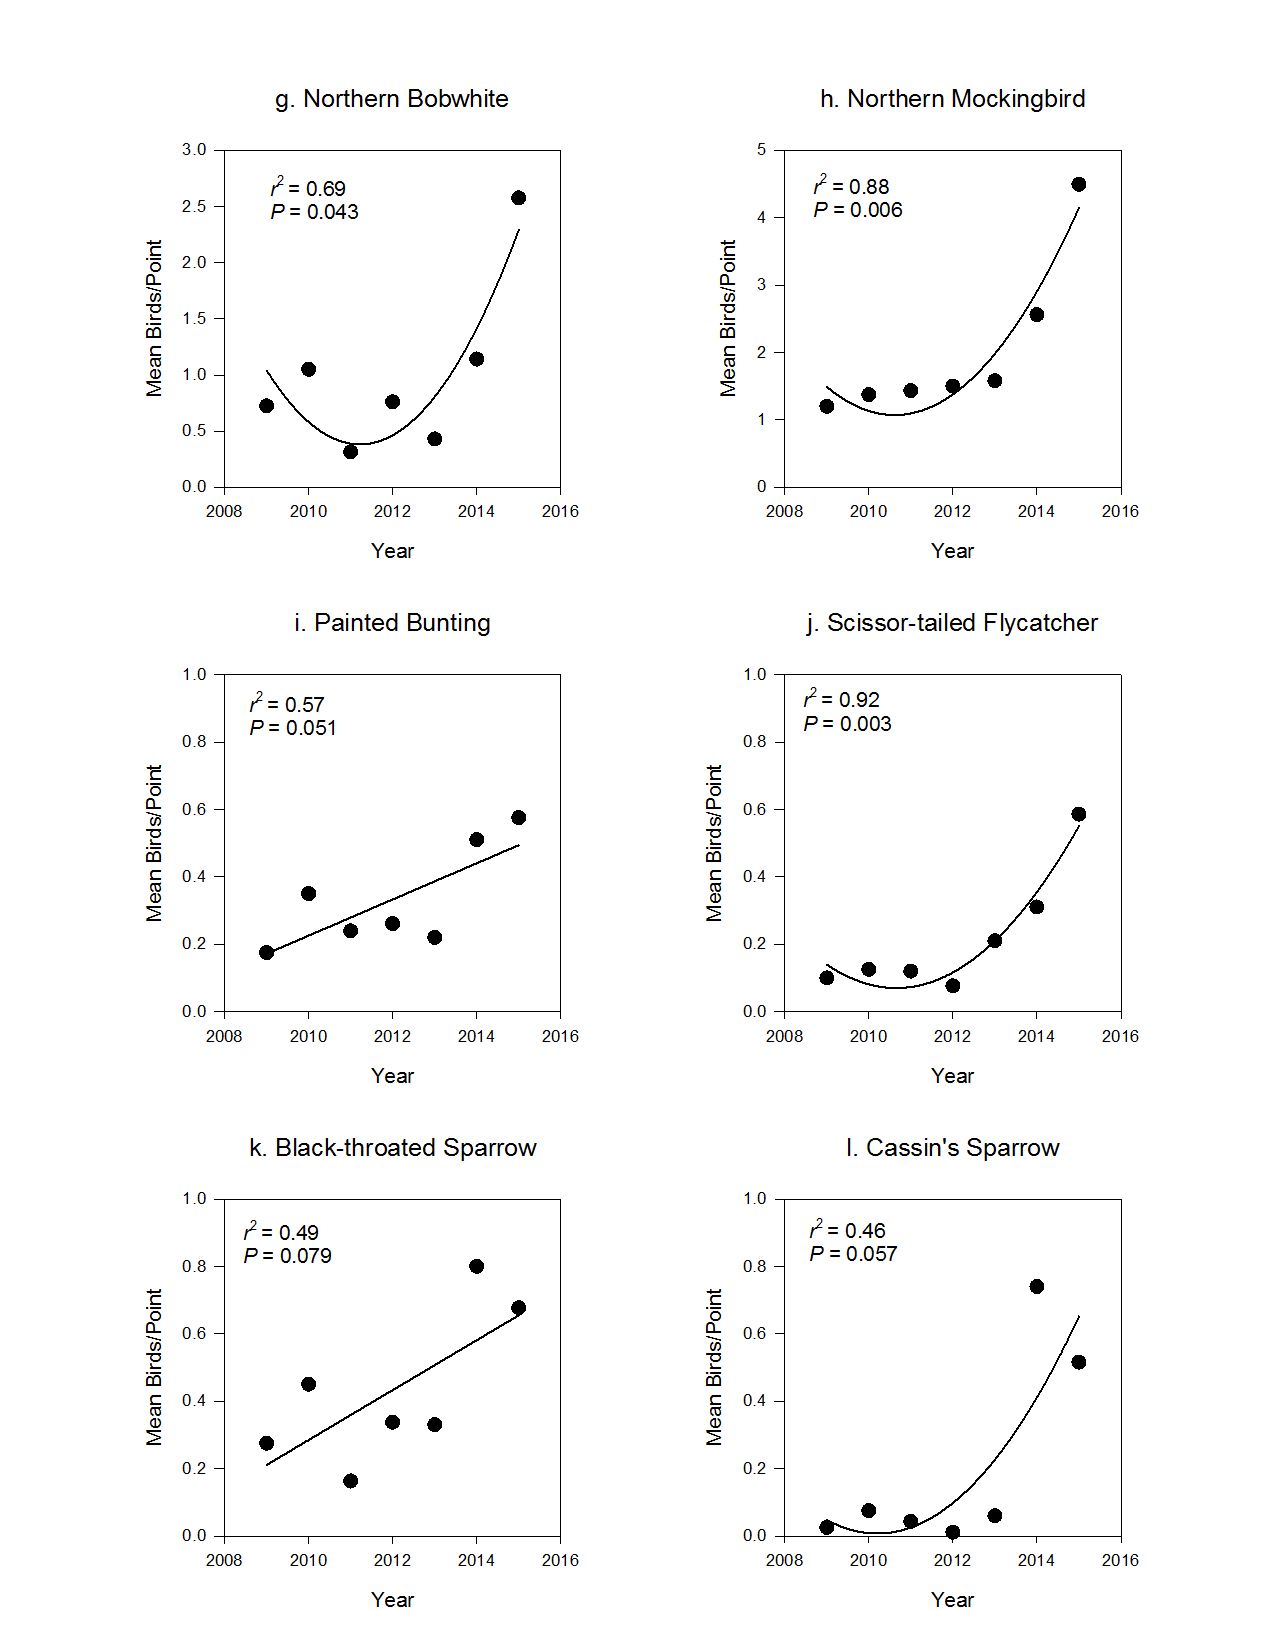 g. Northern Bobwhite
3.0
2.5
2.0
1.5
1.0
0.5
0.0
r² = 0.69
P = 0.043
Mean Birds/Point
2008 2010 2012 2014 2016
Year
h. Northern Mockingbird
5
4
3
2
1
0
r² = 0.88
P = 0.006
Mean Birds/Point
2008 2010 2012 2014 2016
Year
i. Painted Bunting
1.0
0.8
0.6
0.4
0.2
0.0
r² = 0.57
P = 0.051
Mean Birds/Point
2008 2010 2012 2014 2016
Year
j. Scissor-tailed Flycatcher
1.0
0.8
0.6
0.4
0.2
0.0
r² = 0.92
P = 0.003
Mean Birds/Point
2008 2010 2012 2014 2016
Year
k. Black-throated Sparrow
1.0
0.8
0.6
0.4
0.2
0.0
r² = 0.49
P = 0.079
Mean Birds/Point
2008 2010 2012 2014 2016
Year
l. Cassin's Sparrow
1.0
0.8
0.6
0.4
0.2
0.0
r² = 0.46
P = 0.057
Mean Birds/Point
2008 2010 2012 2014 2016
Year